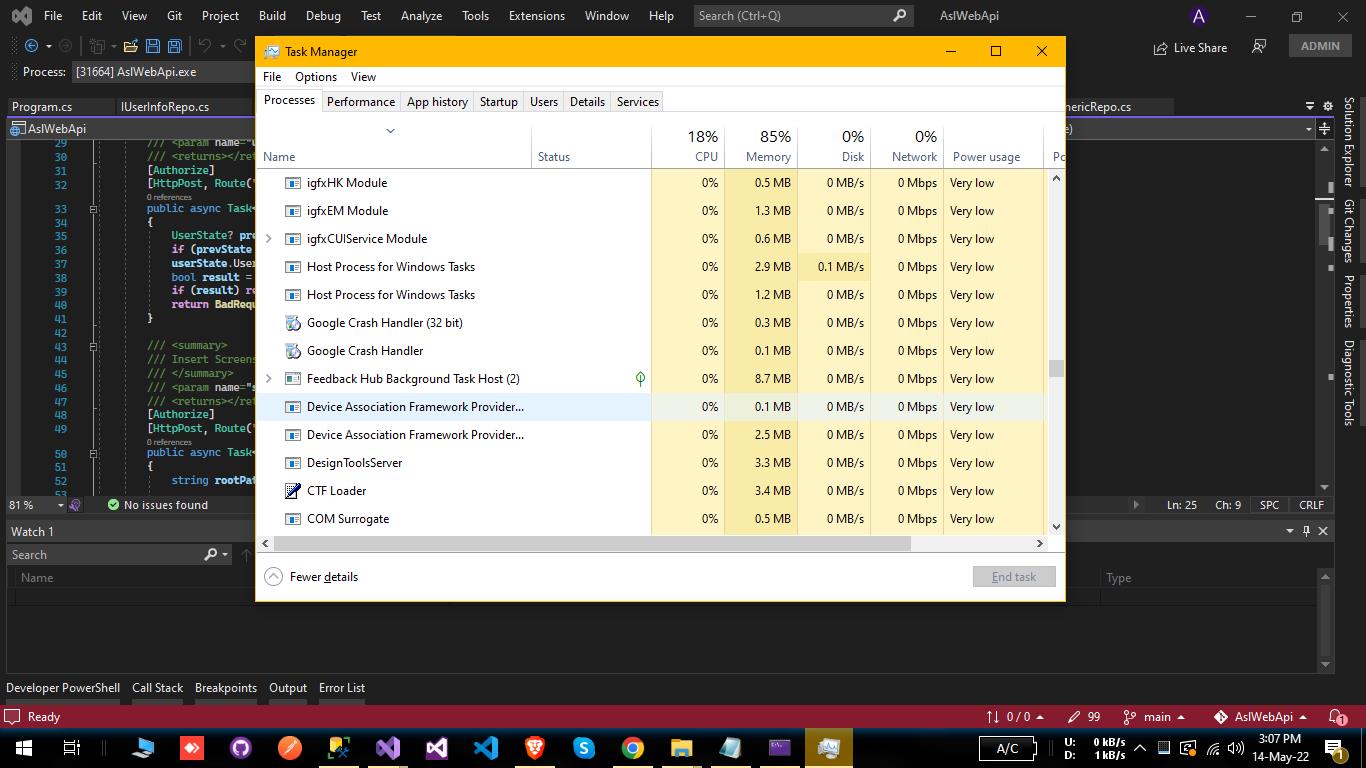 File Edit View Git Project Build Debug Test Analyze Tools Extensions Window Help Search (Ctrl+Q) AslWebApi A
Live Share ADMIN
Process: [31664] AslWebApi.exe
Program.cs IUserInfoRepo.cs nericRepo.cs
AslWebApi
Task Manager
File Options View
Processes Performance App history Startup Users Details Services
18% 85% 0% 0%
Name Status CPU Memory Disk Network Power usage Po
igfxHK Module 0% 0.5 MB 0 MB/s 0 Mbps Very low
igfxEM Module 0% 1.3 MB 0 MB/s 0 Mbps Very low
igfxCUIService Module 0% 0.6 MB 0 MB/s 0 Mbps Very low
Host Process for Windows Tasks 0% 2.9 MB 0.1 MB/s 0 Mbps Very low
Host Process for Windows Tasks 0% 1.2 MB 0 MB/s 0 Mbps Very low
Google Crash Handler (32 bit) 0% 0.3 MB 0 MB/s 0 Mbps Very low
Google Crash Handler 0% 0.1 MB 0 MB/s 0 Mbps Very low
Feedback Hub Background Task Host (2) 0% 8.7 MB 0 MB/s 0 Mbps Very low
Device Association Framework Provider... 0% 0.1 MB 0 MB/s 0 Mbps Very low
Device Association Framework Provider... 0% 2.5 MB 0 MB/s 0 Mbps Very low
DesignToolsServer 0% 3.3 MB 0 MB/s 0 Mbps Very low
CTF Loader 0% 3.4 MB 0 MB/s 0 Mbps Very low
COM Surrogate 0% 0.5 MB 0 MB/s 0 Mbps Very low
Fewer details End task
29 /// <param name="u
30 /// <returns></ret
31 [Authorize]
32 [HttpPost, Route("
0 references
33 public async Task<
34 {
35 UserState? pre
36 if (prevState
37 userState.User
38 bool result =
39 if (result) re
40 return BadRequ
41 }
42
43 /// <summary>
44 /// Insert Screens
45 /// </summary>
46 /// <param name="s
47 /// <returns></ret
48 [Authorize]
49 [HttpPost, Route("
0 references
50 public async Task<
51 {
52 string rootPat
53
Solution Explorer
Git Changes
Properties
Diagnostic Tools
81 % No issues found Ln: 25 Ch: 9 SPC CRLF
Watch 1
Search
Name Type
Developer PowerShell Call Stack Breakpoints Output Error List
Ready 0 / 0 99 main AslWebApi 1
A/C U: 0 kB/s
D: 1 kB/s
3:07 PM
14-May-22
1